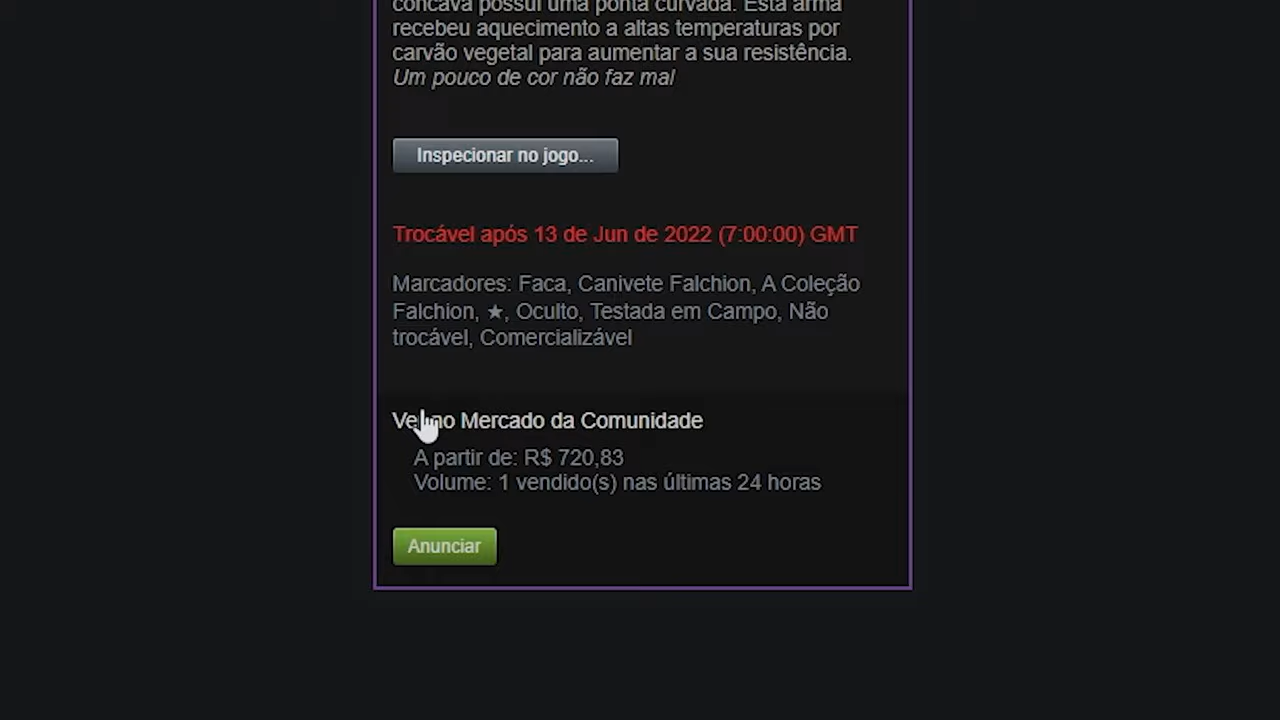 côncava possui uma ponta curvada. Esta arma
recebeu aquecimento a altas temperaturas por
carvão vegetal para aumentar a sua resistência.
Um pouco de cor não faz mal
Inspecionar no jogo...
Trocável após 13 de Jun de 2022 (7:00:00) GMT
Marcadores: Faca, Canivete Falchion, A Coleção
Falchion, ★, Oculto, Testada em Campo, Não
trocável, Comercializável
Ver no Mercado da Comunidade
A partir de: R$ 720,83
Volume: 1 vendido(s) nas últimas 24 horas
Anunciar